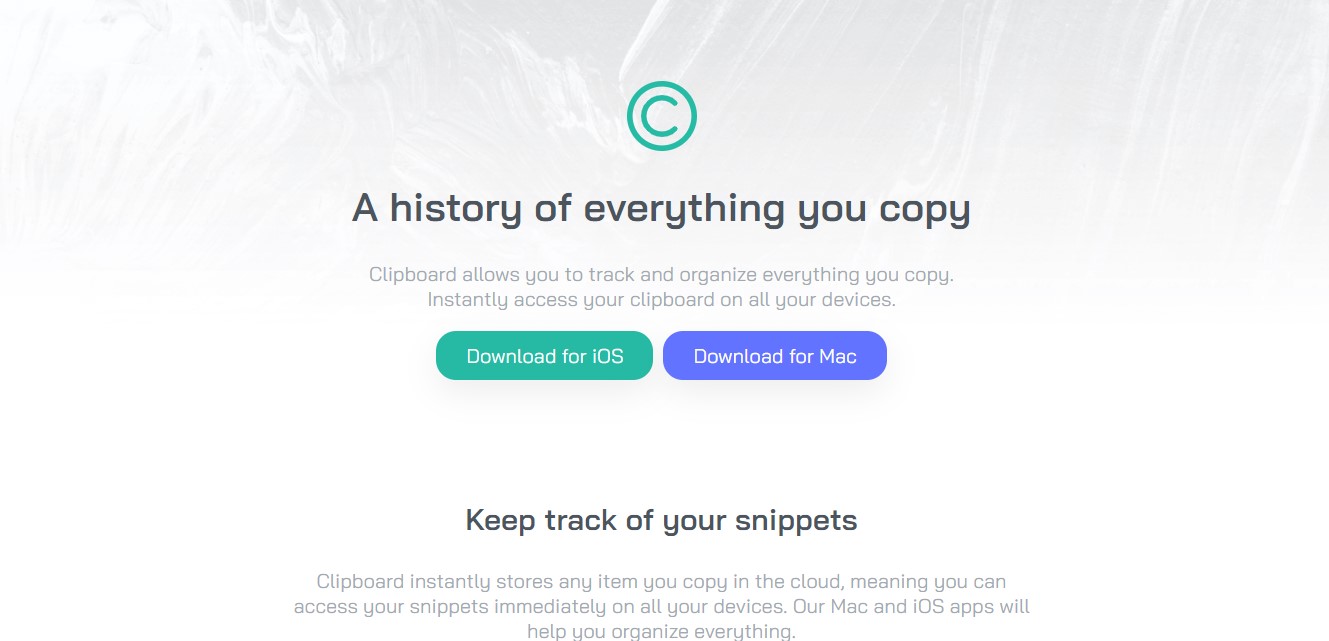 A history of everything you copy
Clipboard allows you to track and organize everything you copy.
Instantly access your clipboard on all your devices.
Download for iOS
Download for Mac
Keep track of your snippets
Clipboard instantly stores any item you copy in the cloud, meaning you can
access your snippets immediately on all your devices. Our Mac and iOS apps will
help you organize everything.